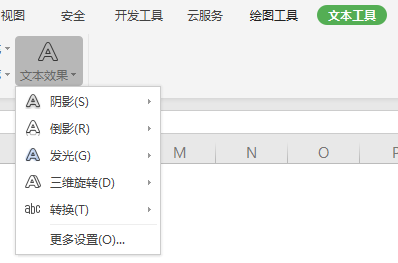 视图 安全 开发工具 云服务 绘图工具 文本工具
文本效果
阴影(S)
倒影(R)
发光(G)
三维旋转(D)
abc 转换(T)
更多设置(O)...
M N O P